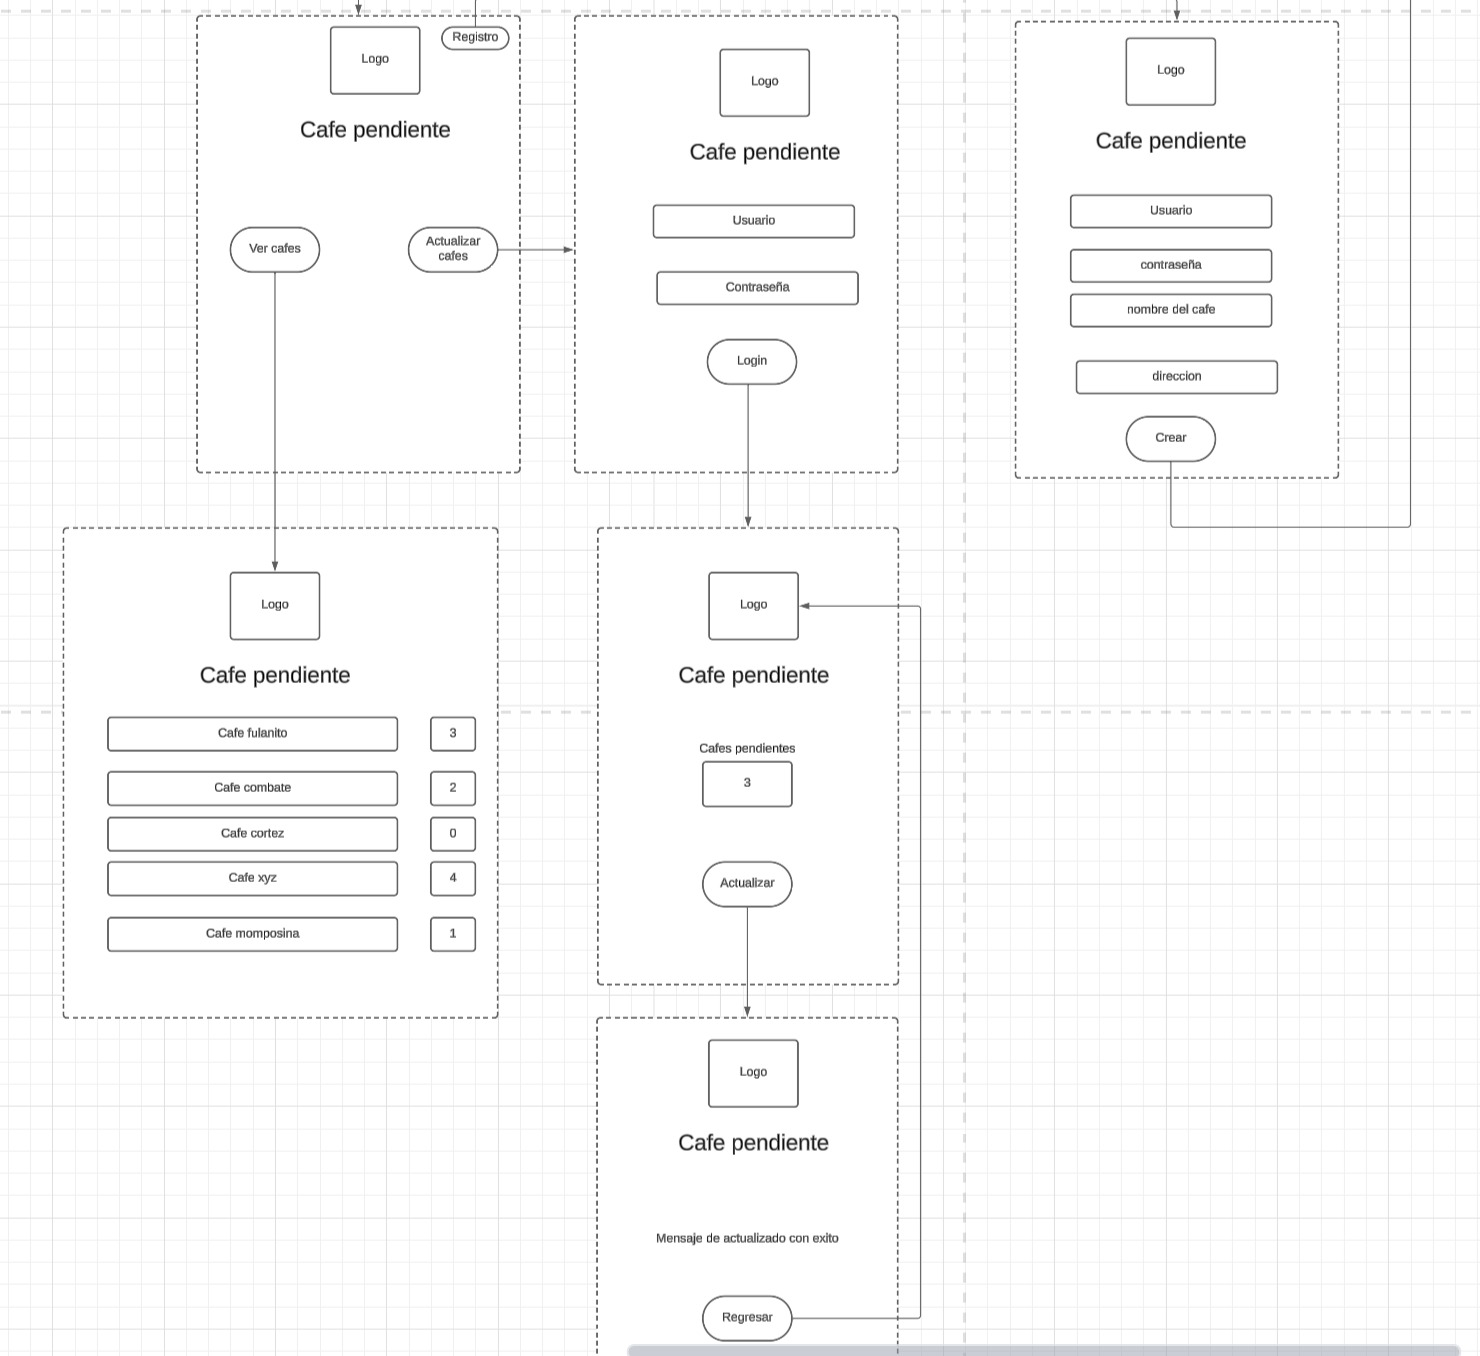 Registro
Logo
Cafe pendiente
Ver cafes
Actualizar
cafes
Logo
Cafe pendiente
Usuario
Contraseña
Login
Logo
Cafe pendiente
Usuario
contraseña
nombre del cafe
direccion
Crear
Logo
Cafe pendiente
Cafe fulanito 3
Cafe combate 2
Cafe cortez 0
Cafe xyz 4
Cafe momposina 1
Logo
Cafe pendiente
Cafes pendientes
3
Actualizar
Logo
Cafe pendiente
Mensaje de actualizado con exito
Regresar